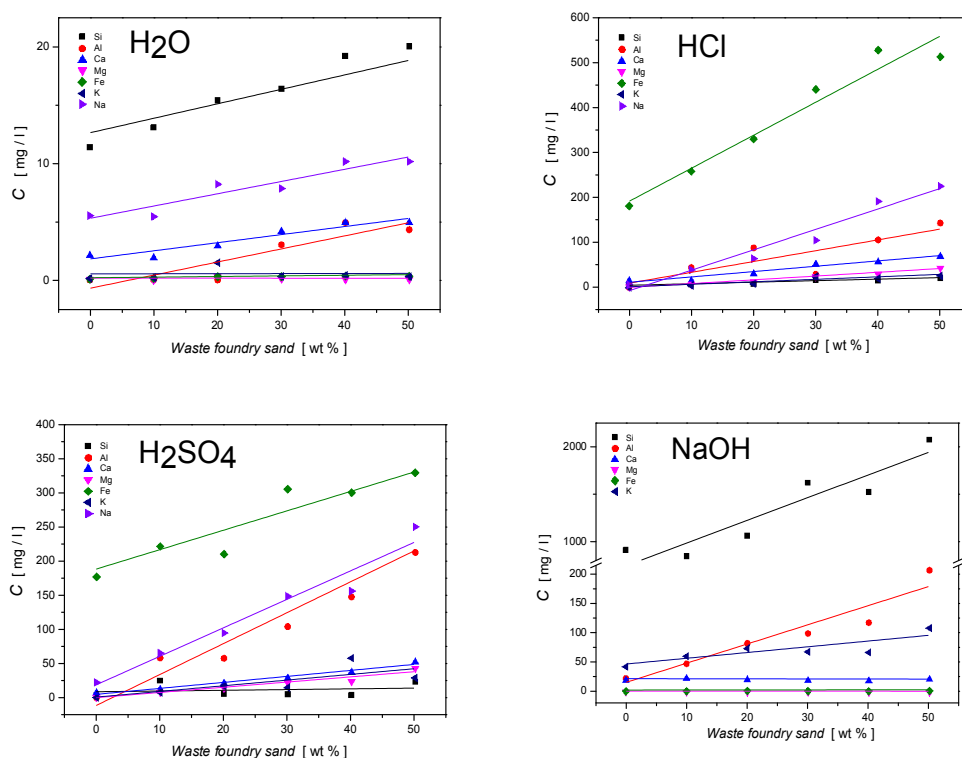 H2O
Si
Al
Ca
Mg
Fe
K
Na
20
10
0
C [ mg / l ]
0 10 20 30 40 50
Waste foundry sand [ wt % ]
HCl
Si
Al
Ca
Mg
Fe
K
Na
600
500
400
300
200
100
0
C [ mg / l ]
0 10 20 30 40 50
Waste foundry sand [ wt % ]
H2SO4
Si
Al
Ca
Mg
Fe
K
Na
400
350
300
250
200
150
100
50
0
C [ mg / l ]
0 10 20 30 40 50
Waste foundry sand [ wt % ]
NaOH
Si
Al
Ca
Mg
Fe
K
2000
1000
200
150
100
50
0
C [ mg / l ]
0 10 20 30 40 50
Waste foundry sand [ wt % ]